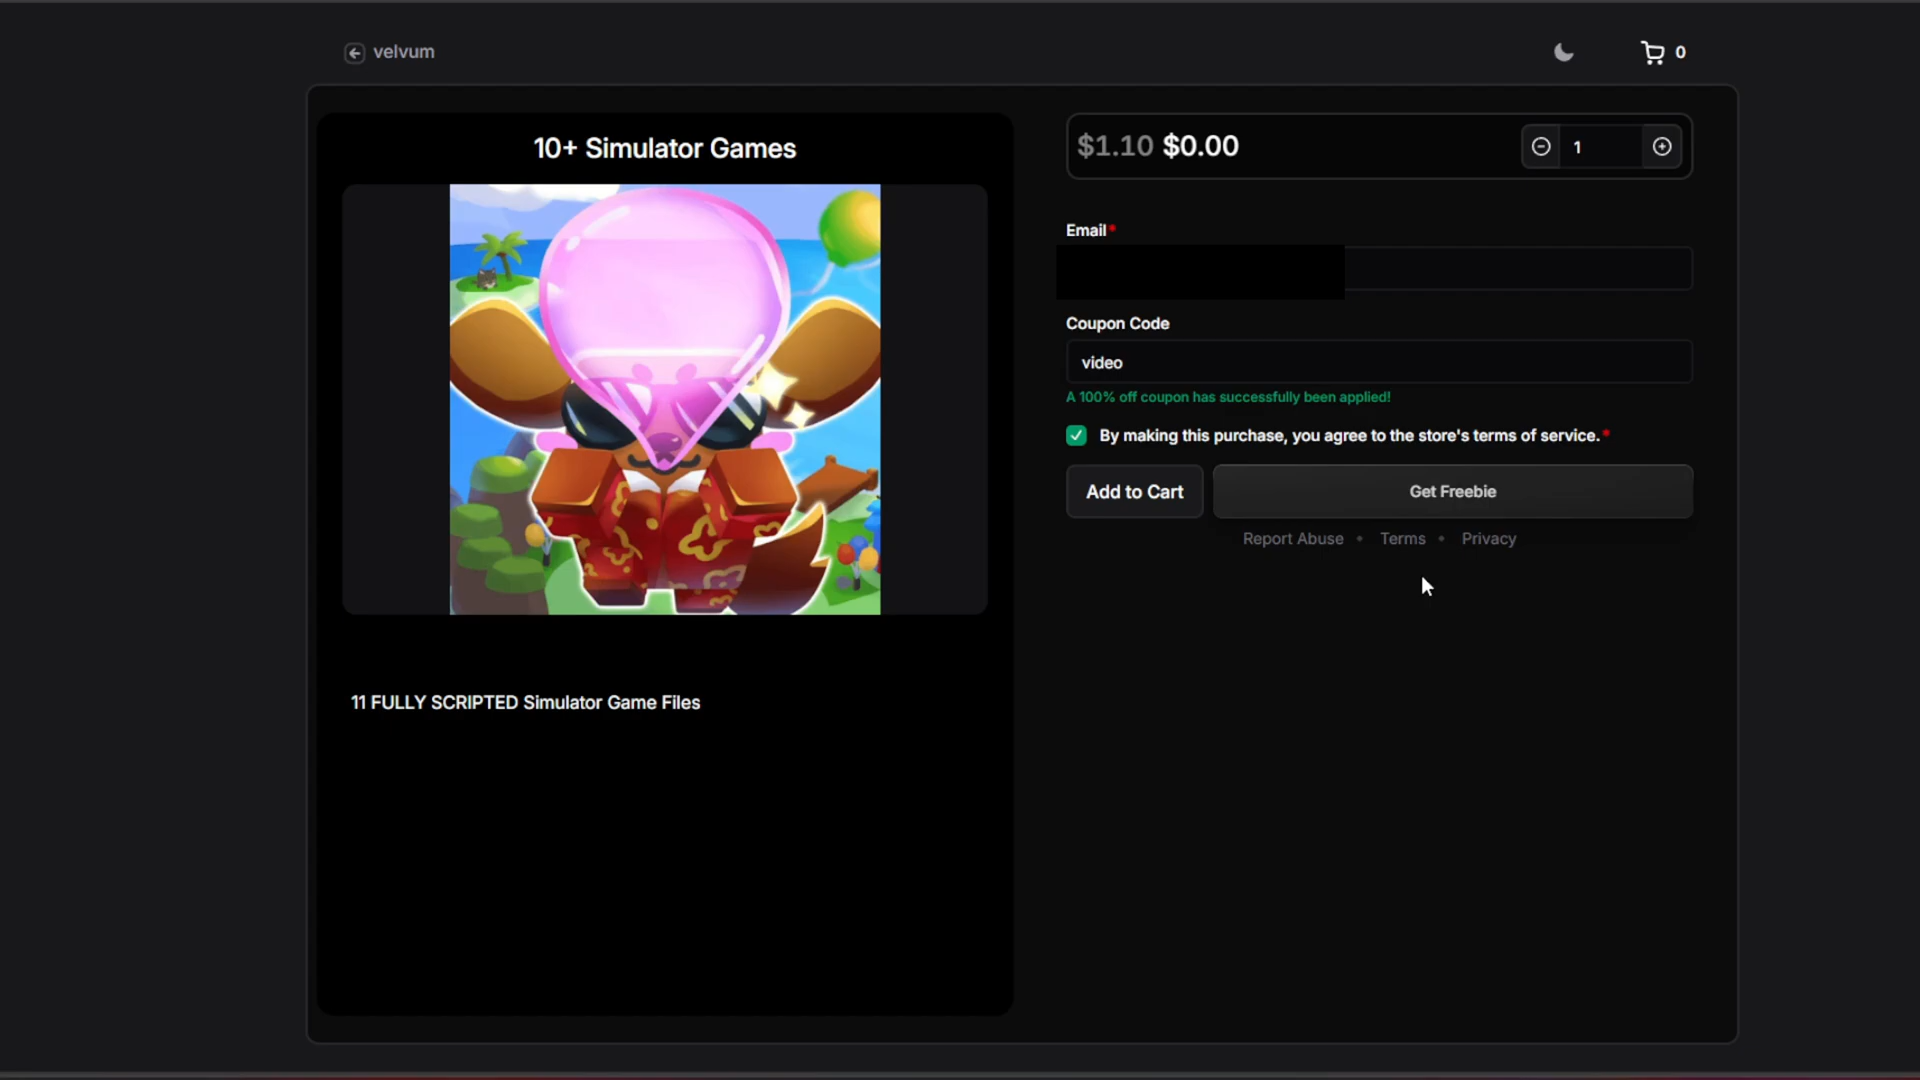 velvum
0
10+ Simulator Games
11 FULLY SCRIPTED Simulator Game Files
$1.10 $0.00
1
Email*
Coupon Code
video
A 100% off coupon has successfully been applied!
By making this purchase, you agree to the store's terms of service.*
Add to Cart
Get Freebie
Report Abuse • Terms • Privacy